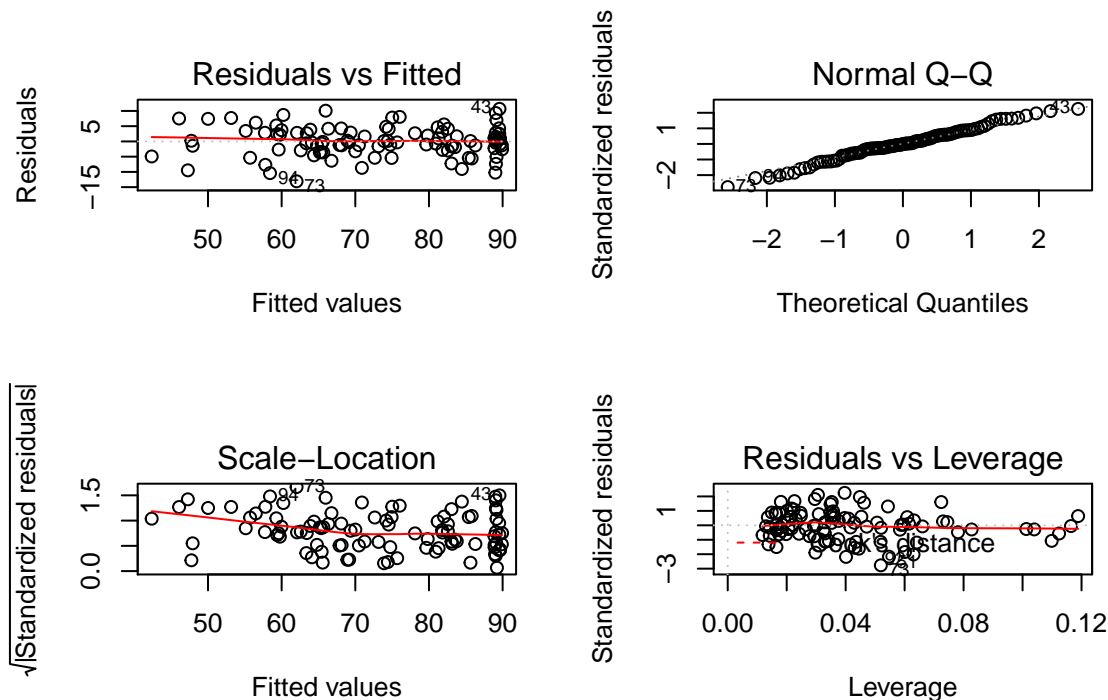 Residuals vs Fitted
Residuals
−15
5
50
60
70
80
90
Fitted values
43
94
73
Normal Q−Q
Standardized residuals
−2
1
−2
−1
0
1
2
Theoretical Quantiles
43
73
Scale−Location
√|Standardized residuals|
0.0
1.5
50
60
70
80
90
Fitted values
73
94
43
Residuals vs Leverage
Standardized residuals
−3
1
0.00
0.04
0.08
0.12
Leverage
distance
73